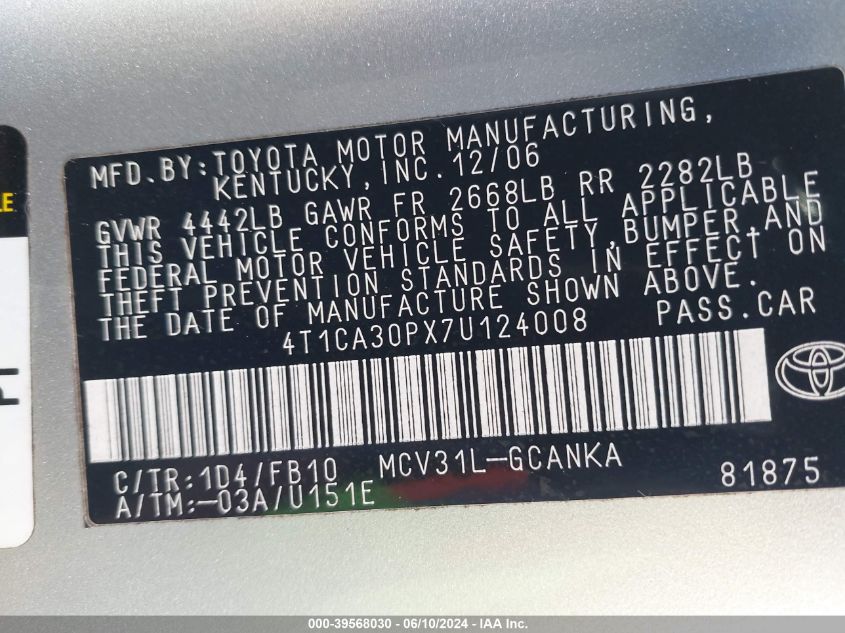 MFD.BY:TOYOTA MOTOR MANUFACTURING,
KENTUCKY,INC.12/06
GVWR 4442LB GAWR FR 2668LB RR 2282LB
THIS VEHICLE CONFORMS TO ALL APPLICABLE
FEDERAL MOTOR VEHICLE SAFETY,BUMPER,AND
THEFT PREVENTION STANDARDS IN EFFECT ON
THE DATE OF MANUFACTURE SHOWN ABOVE.
4T1CA30PX7U124008 PASS.CAR
C/TR:1D4/FB10 MCV31L-GCANKA
A/TM:-03A/U151E 81875
LE
PT
000-39568030 - 06/10/2024 - IAA Inc.